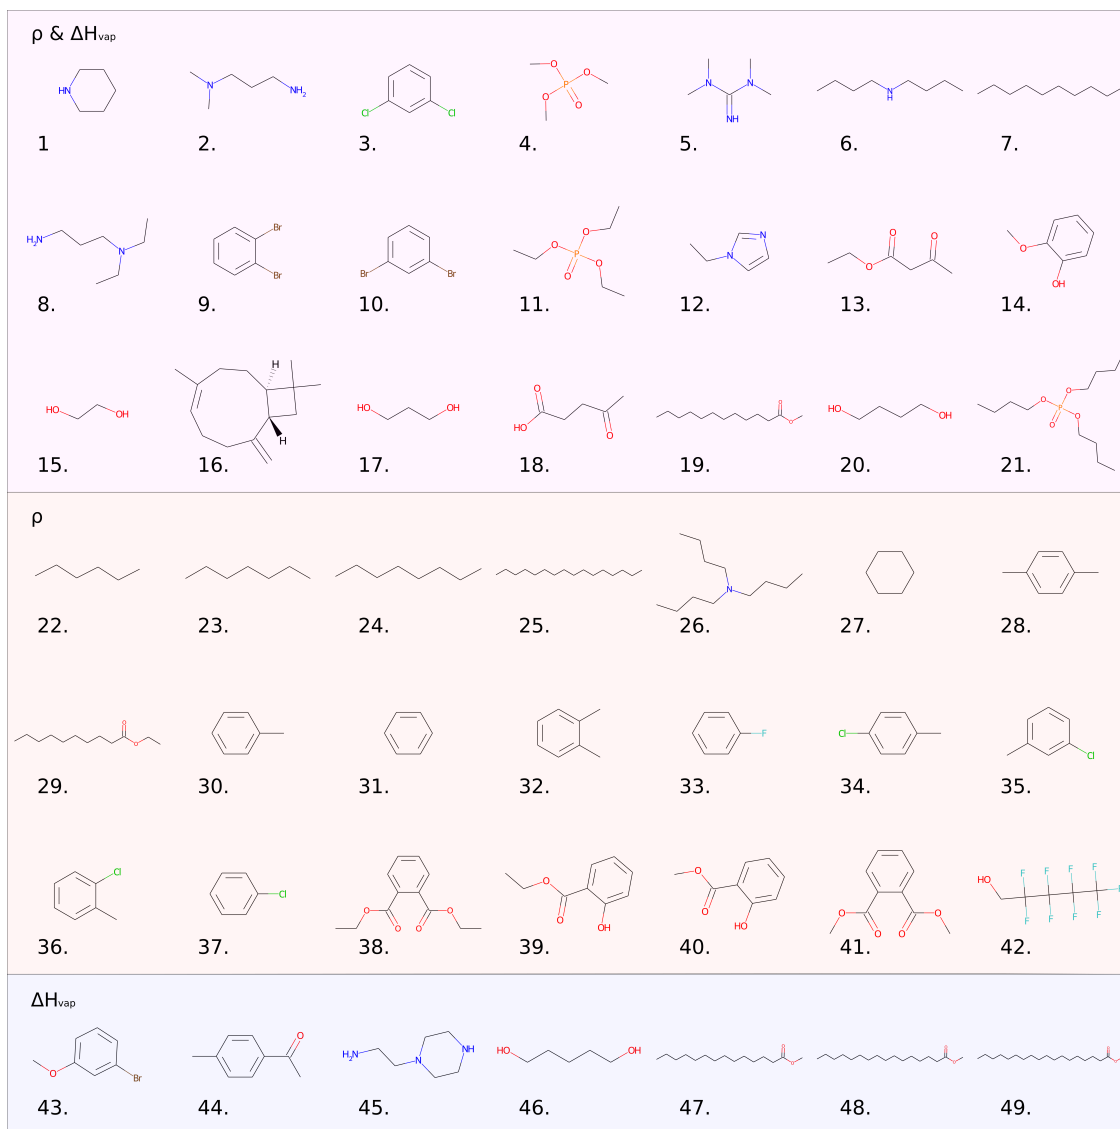 ρ & ΔHvap
HN
N NH₂
Cl Cl
O O P O O
N N NH
N H
1 2. 3. 4. 5. 6. 7.
H₂N N
Br Br
Br Br
O O P O O
N N
O O O
O OH
8. 9. 10. 11. 12. 13. 14.
HO OH
H H
HO OH
O HO O
O O
HO OH
O O P O O
15. 16. 17. 18. 19. 20. 21.
ρ
N
22. 23. 24. 25. 26. 27. 28.
O O
F
Cl
Cl
29. 30. 31. 32. 33. 34. 35.
Cl
Cl
O O O O
O O OH
O O HO
O O O O
HO F F F F F F F F
36. 37. 38. 39. 40. 41. 42.
ΔHvap
O Br
O
H₂N N NH
HO OH
O O
O O
O
43. 44. 45. 46. 47. 48. 49.